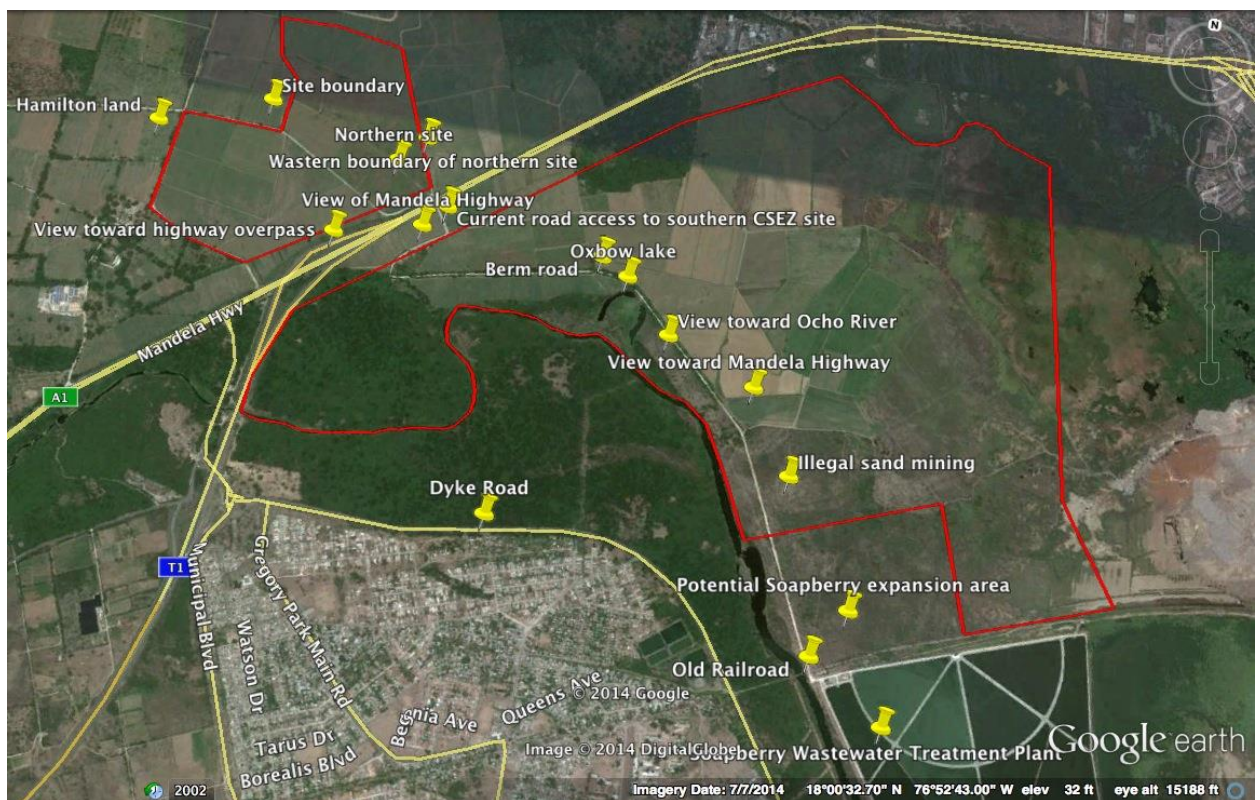 N
Site boundary
Hamilton land
Northern site
Wastern boundary of northern site
View of Mandela Highway
Current road access to southern CSEZ site
View toward highway overpass
Oxbow lake
Berm road
Mandela Hwy
View toward Ocho River
View toward Mandela Highway
A1
Illegal sand mining
Dyke Road
T1
Municipal Blvd
Gregory Park Main Rd
Watson Dr
Potential Soapberry expansion area
Old Railroad
Queens Ave
© 2014 Google
Ave
Tarus Dr
Borealis Blvd
Image © 2014 DigitalGlobe
Wastewater Treatment Plant
Google earth
2002
Imagery Date: 7/7/2014 18°00'32.70" N 76°52'43.00" W elev 32 ft eye alt 15188 ft